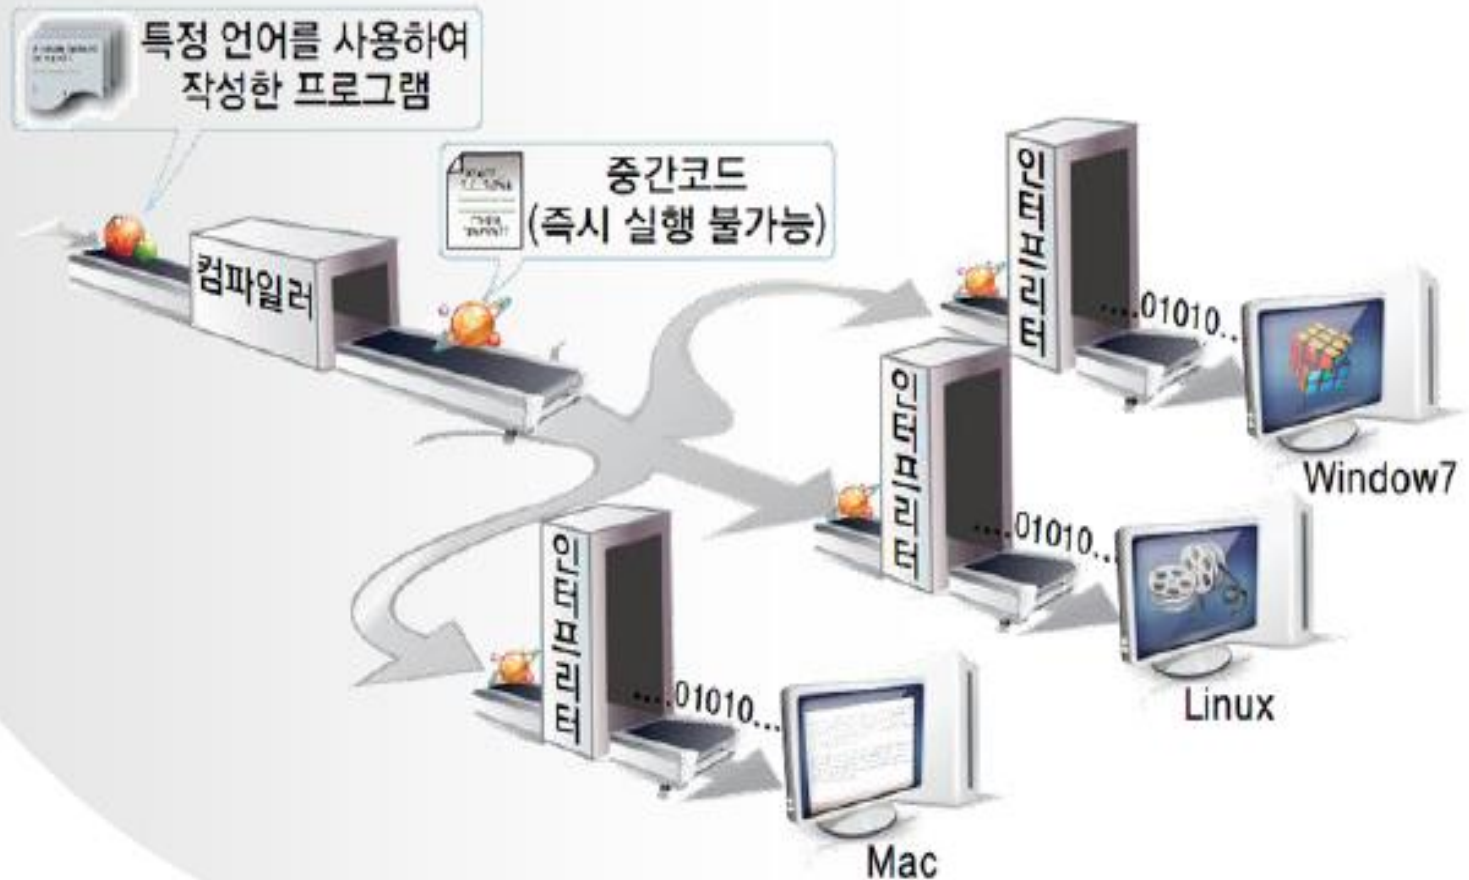 특정 언어를 사용하여
작성한 프로그램
중간코드
(즉시 실행 불가능)
컴파일러
인터프리터
....01010...
Window7
인터프리터
....01010...
Linux
인터프리터
....01010...
Mac